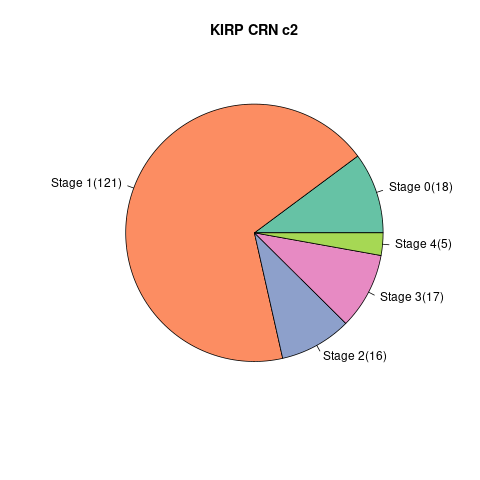 KIRP CRN c2
Stage 1(121)
Stage 0(18)
Stage 4(5)
Stage 3(17)
Stage 2(16)